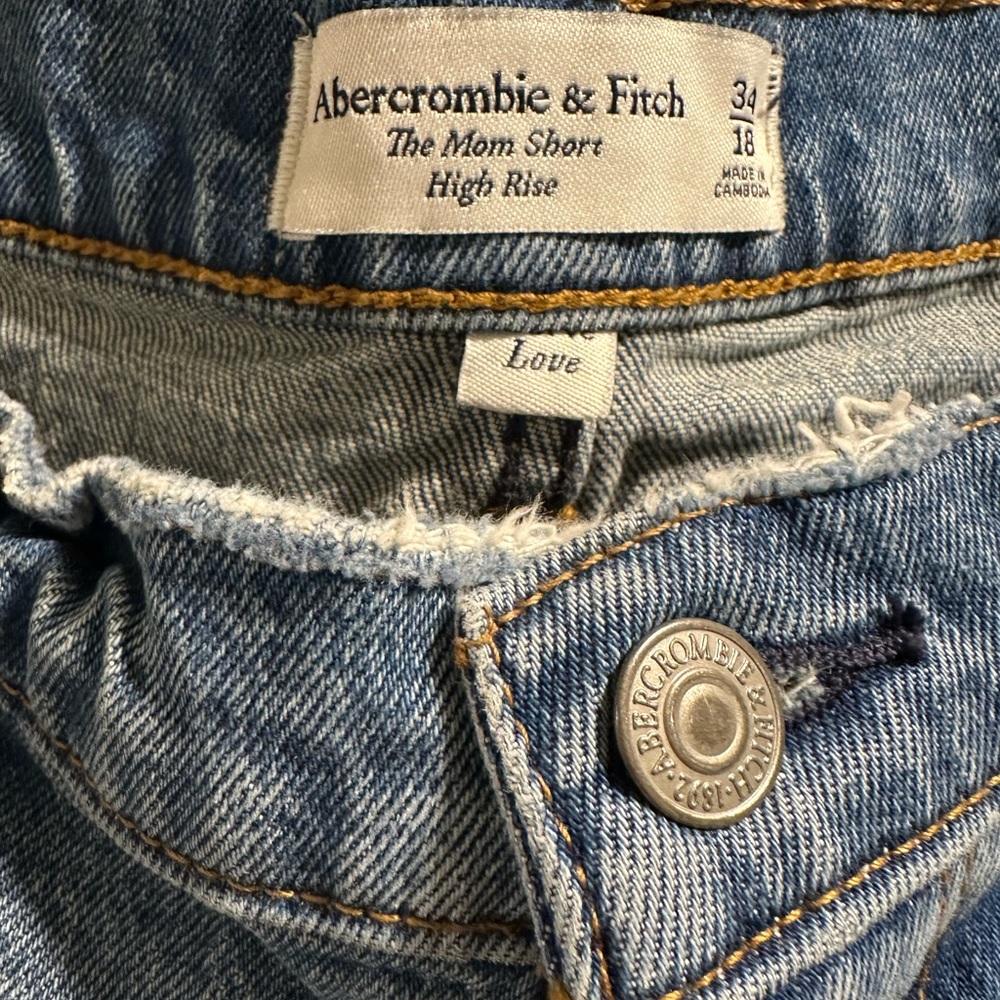 Abercrombie & Fitch
The Mom Short
High Rise
34
18
MADE IN
CAMBODIA
Love
ABERCROMBIE & FITCH · 1892 ·